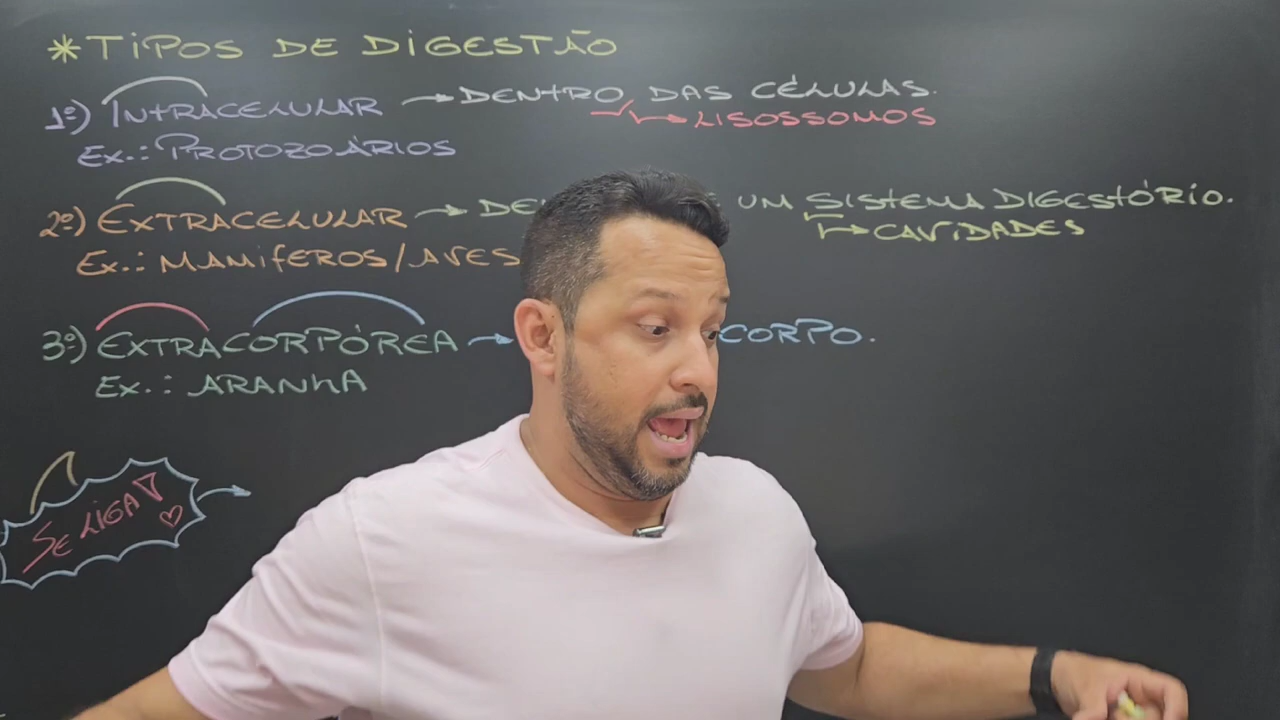 * TIPOS DE DIGESTÃO
1º) INTRACELULAR → DENTRO DAS CÉLULAS.
→ LISOSSOMOS
Ex.: PROTOZOÁRIOS
2º) EXTRACELULAR → UM SISTEMA DIGESTÓRIO.
→ CAVIDADES
Ex.: MAMIFEROS/AVES
3º) EXTRACORPÓREA → CORPO.
Ex.: ARANHA
SE LIGA!